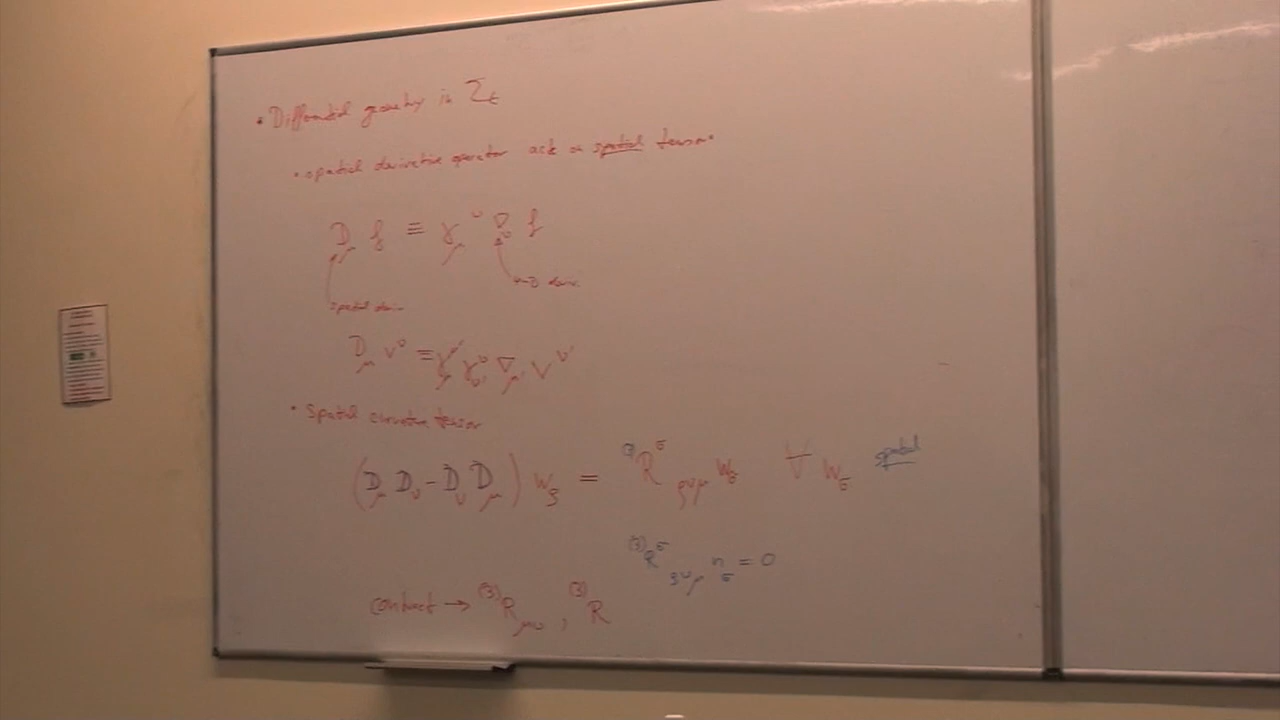 • Differential geometry in Σ_t
• spatial derivative operator acts on spatial tensors
D_μ f ≡ γ_μ^ν ∇_ν f
4-D deriv.
spatial deriv.
D_μ V^ν ≡ γ_μ^μ' γ_ν'^ν ∇_μ' V^ν'
• Spatial curvature tensor
(D_μ D_ν - D_ν D_μ) W_ρ = ⁽³⁾R^σ_ρνμ W_σ ∀ W_σ spatial
⁽³⁾R^σ_ρνμ n_σ = 0
contract → ⁽³⁾R_μν , ⁽³⁾R